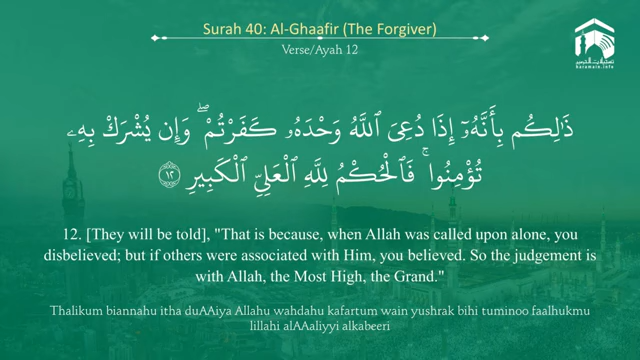 Surah 40: Al-Ghaafir (The Forgiver)
Verse/Ayah 12
haramain.info
ذَٰلِكُم بِأَنَّهُۥٓ إِذَا دُعِىَ ٱللَّهُ وَحْدَهُۥ كَفَرْتُمْ ۖ وَإِن يُشْرَكْ بِهِۦ
تُؤْمِنُوا۟ ۚ فَٱلْحُكْمُ لِلَّهِ ٱلْعَلِىِّ ٱلْكَبِيرِ ١٢
12. [They will be told], "That is because, when Allah was called upon alone, you
disbelieved; but if others were associated with Him, you believed. So the judgement is
with Allah, the Most High, the Grand."
Thalikum biannahu itha duAAiya Allahu wahdahu kafartum wain yushrak bihi tuminoo faalhukmu
lillahi alAAaliyyi alkabeeri